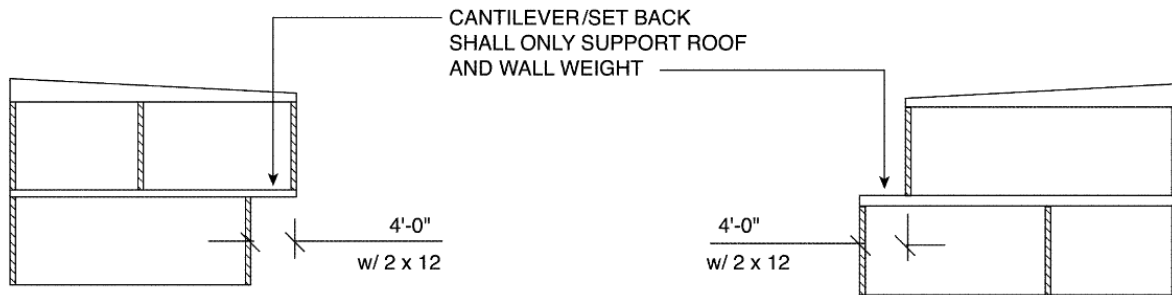 CANTILEVER/SET BACK
SHALL ONLY SUPPORT ROOF
AND WALL WEIGHT
4'-0"
w/ 2 x 12
4'-0"
w/ 2 x 12